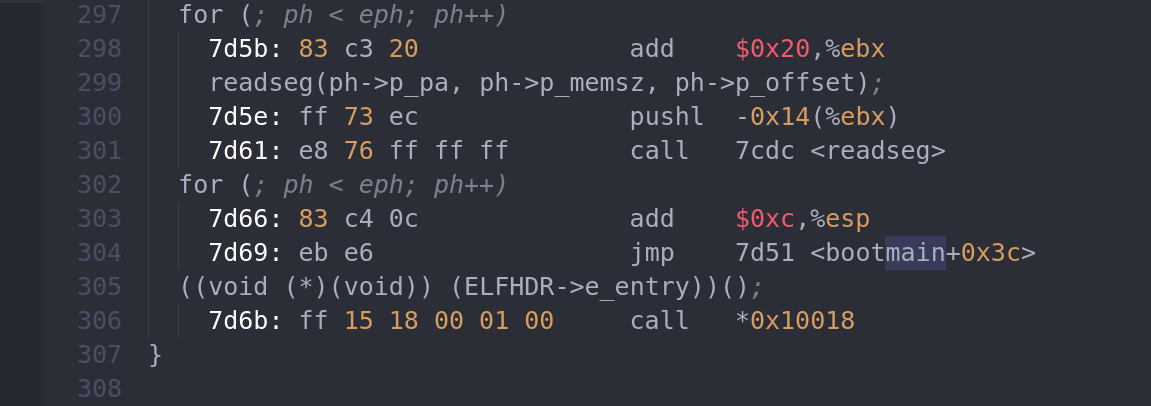 297 for (; ph < eph; ph++)
298 7d5b: 83 c3 20 add $0x20,%ebx
299 readseg(ph->p_pa, ph->p_memsz, ph->p_offset);
300 7d5e: ff 73 ec pushl -0x14(%ebx)
301 7d61: e8 76 ff ff ff call 7cdc <readseg>
302 for (; ph < eph; ph++)
303 7d66: 83 c4 0c add $0xc,%esp
304 7d69: eb e6 jmp 7d51 <bootmain+0x3c>
305 ((void (*)(void)) (ELFHDR->e_entry))();
306 7d6b: ff 15 18 00 01 00 call *0x10018
307 }
308